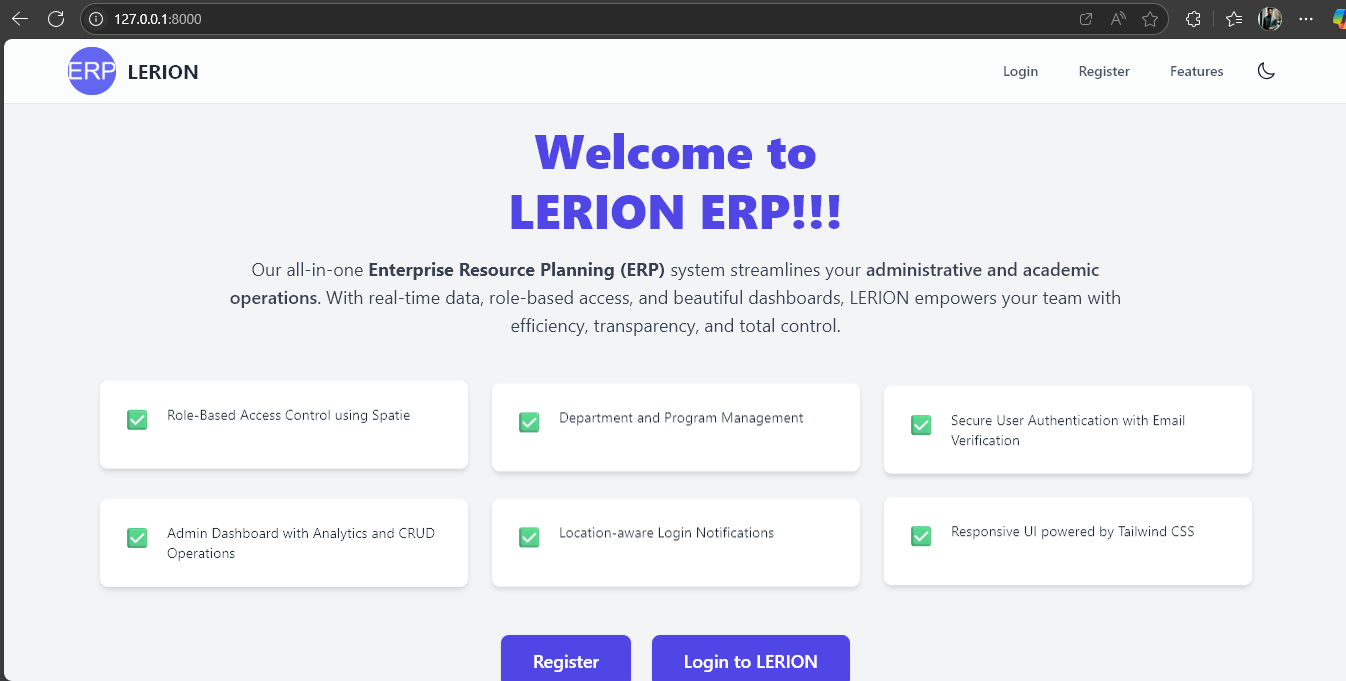 127.0.0.1:8000
ERP LERION
Login Register Features
Welcome to
LERION ERP!!!
Our all-in-one Enterprise Resource Planning (ERP) system streamlines your administrative and academic
operations. With real-time data, role-based access, and beautiful dashboards, LERION empowers your team with
efficiency, transparency, and total control.
Role-Based Access Control using Spatie
Department and Program Management
Secure User Authentication with Email
Verification
Admin Dashboard with Analytics and CRUD
Operations
Location-aware Login Notifications
Responsive UI powered by Tailwind CSS
Register
Login to LERION